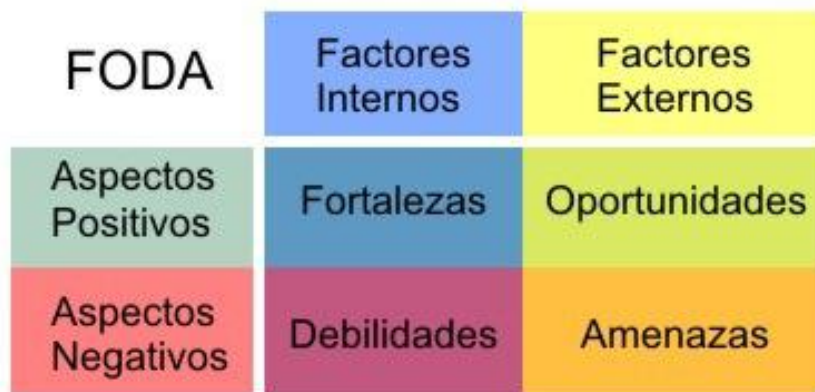 FODA
Factores
Internos
Factores
Externos
Aspectos
Positivos
Fortalezas
Oportunidades
Aspectos
Negativos
Debilidades
Amenazas